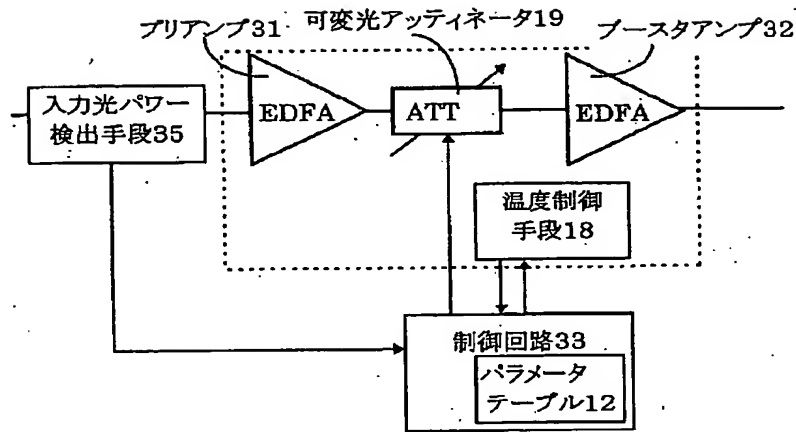 プリアンプ31
可変光アッティネータ19
ブースタアンプ32
入力光パワー
検出手段35
EDFA
ATT
EDFA
温度制御
手段18
制御回路33
パラメータ
テーブル12